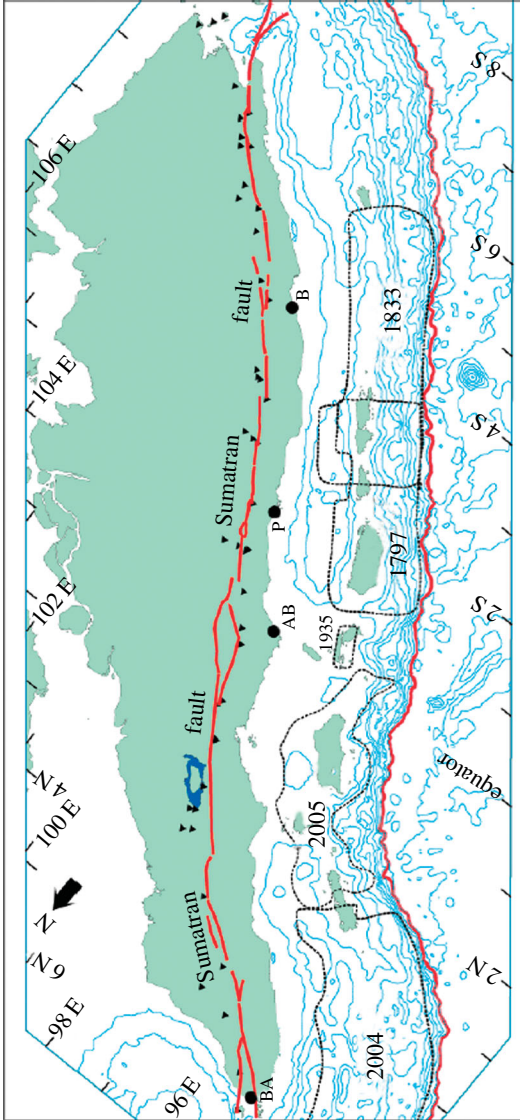 8 S
106 E
6 S
fault
B
1833
104 E
4 S
Sumatran
P
1797
102 E
2 S
AB
1935
fault
4 N
equator
100 E
2005
N
6 N
Sumatran
2 N
98 E
2004
96 E
BA